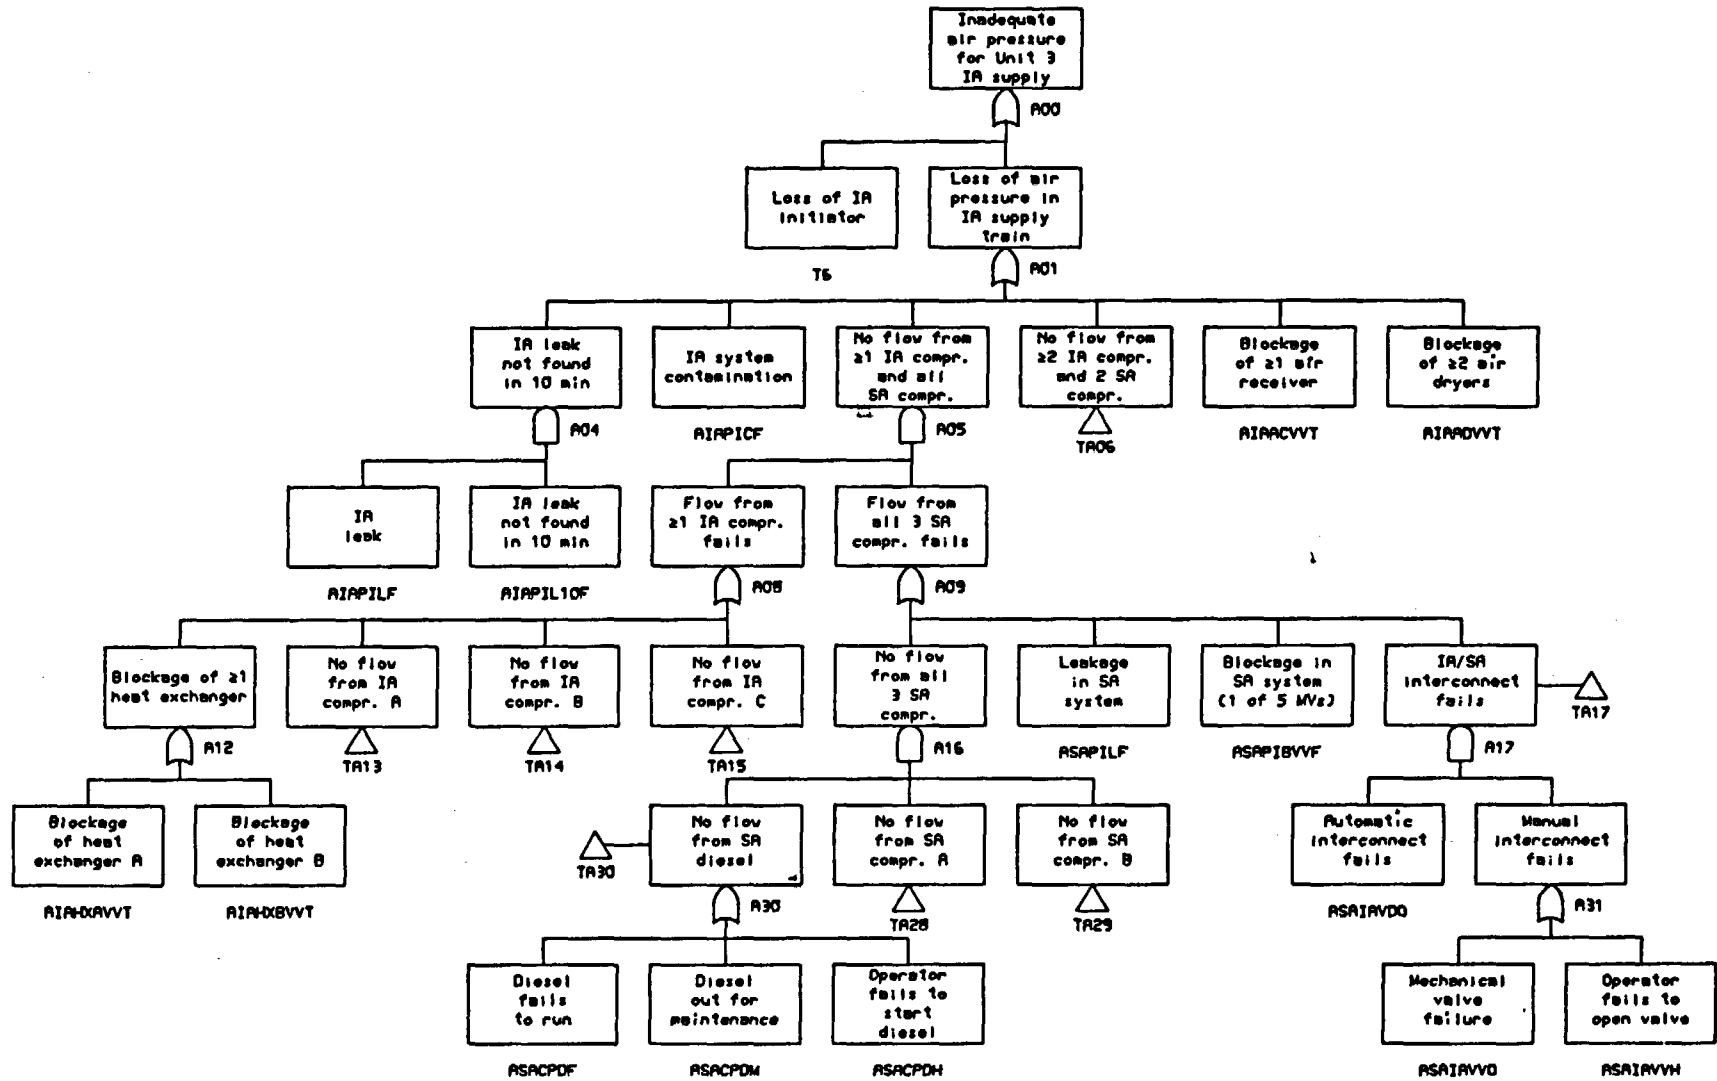 Inadequate
air pressure
for Unit 3
IA supply
A00
Loss of IA
initiator
T6
Loss of air
pressure in
IA supply
train
A01
IA leak
not found
in 10 min
A04
IA system
contamination
AIAPICF
No flow from
≥1 IA compr.
and all
SA compr.
A05
No flow from
≥2 IA compr.
and 2 SA
compr.
TA06
Blockage
of ≥1 air
receiver
AIAACVVT
Blockage
of ≥2 air
dryers
AIAADVVT
IA
leak
AIAPILF
IA leak
not found
in 10 min
AIAPIL10F
Flow from
≥1 IA compr.
fails
A08
Flow from
all 3 SA
compr. fails
A09
Blockage of ≥1
heat exchanger
A12
No flow
from IA
compr. A
TA13
No flow
from IA
compr. B
TA14
No flow
from IA
compr. C
TA15
No flow
from all
3 SA
compr.
A16
Leakage
in SA
system
ASAPILF
Blockage in
SA system
(1 of 5 MVs)
ASAPIBVVF
IA/SA
interconnect
fails
TA17
A17
Blockage
of heat
exchanger A
AIAHXAVVT
Blockage
of heat
exchanger B
AIAHXBVVT
TA30
No flow
from SA
diesel
A30
No flow
from SA
compr. A
TA28
No flow
from SA
compr. B
TA29
Automatic
interconnect
fails
ASAIAVDO
Manual
interconnect
fails
A31
Diesel
fails
to run
ASACPDF
Diesel
out for
maintenance
ASACPDM
Operator
fails to
start
diesel
ASACPDH
Mechanical
valve
failure
ASAIAVVO
Operator
fails to
open valve
ASAIAVVH